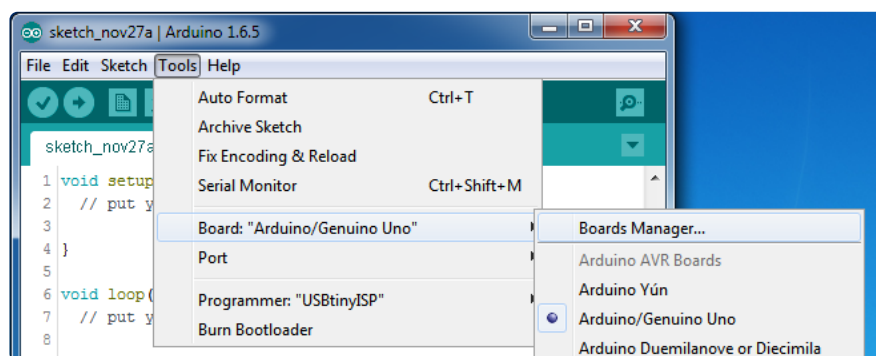 sketch_nov27a | Arduino 1.6.5
File Edit Sketch Tools Help
Auto Format Ctrl+T
Archive Sketch
Fix Encoding & Reload
Serial Monitor Ctrl+Shift+M
Board: "Arduino/Genuino Uno"
Port
Programmer: "USBtinyISP"
Burn Bootloader
Boards Manager...
Arduino AVR Boards
Arduino Yún
Arduino/Genuino Uno
Arduino Duemilanove or Diecimila
sketch_nov27a
1 void setup
2 // put y
3
4 }
5
6 void loop(
7 // put y
8